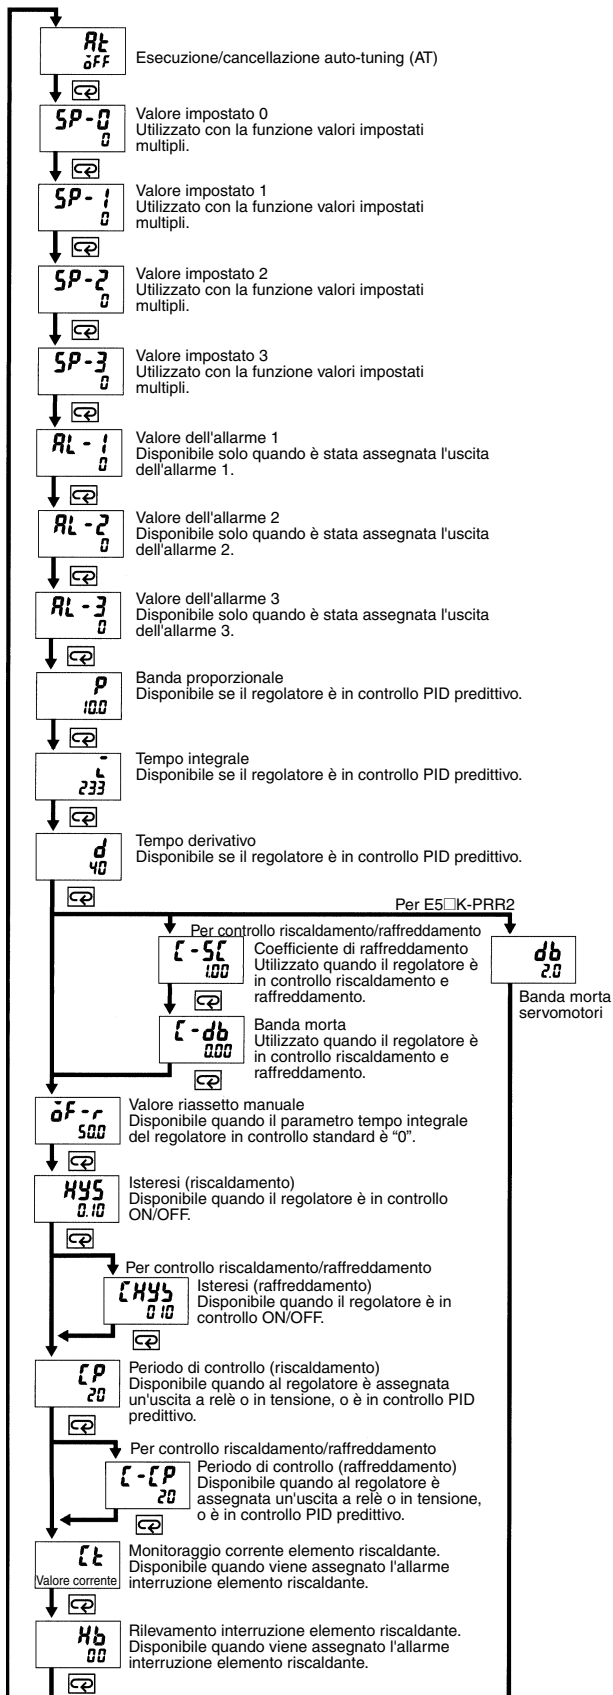 At
oFF
Esecuzione/cancellazione auto-tuning (AT)
SP-0
0
Valore impostato 0
Utilizzato con la funzione valori impostati
multipli.
SP-1
0
Valore impostato 1
Utilizzato con la funzione valori impostati
multipli.
SP-2
0
Valore impostato 2
Utilizzato con la funzione valori impostati
multipli.
SP-3
0
Valore impostato 3
Utilizzato con la funzione valori impostati
multipli.
AL-1
0
Valore dell'allarme 1
Disponibile solo quando è stata assegnata l'uscita
dell'allarme 1.
AL-2
0
Valore dell'allarme 2
Disponibile solo quando è stata assegnata l'uscita
dell'allarme 2.
AL-3
0
Valore dell'allarme 3
Disponibile solo quando è stata assegnata l'uscita
dell'allarme 3.
P
10.0
Banda proporzionale
Disponibile se il regolatore è in controllo PID predittivo.
i
233
Tempo integrale
Disponibile se il regolatore è in controllo PID predittivo.
d
40
Tempo derivativo
Disponibile se il regolatore è in controllo PID predittivo.
Per E5□K-PRR2
Per controllo riscaldamento/raffreddamento
C-SC
1.00
Coefficiente di raffreddamento
Utilizzato quando il regolatore è
in controllo riscaldamento e
raffreddamento.
db
2.0
Banda morta
servomotori
C-db
0.00
Banda morta
Utilizzato quando il regolatore è
in controllo riscaldamento e
raffreddamento.
oF-r
50.0
Valore riassetto manuale
Disponibile quando il parametro tempo integrale
del regolatore in controllo standard è “0”.
HYS
0.10
Isteresi (riscaldamento)
Disponibile quando il regolatore è in controllo
ON/OFF.
Per controllo riscaldamento/raffreddamento
CHYS
0 10
Isteresi (raffreddamento)
Disponibile quando il regolatore è in
controllo ON/OFF.
CP
20
Periodo di controllo (riscaldamento)
Disponibile quando al regolatore è assegnata
un'uscita a relè o in tensione, o è in controllo PID
predittivo.
Per controllo riscaldamento/raffreddamento
C-CP
20
Periodo di controllo (raffreddamento)
Disponibile quando al regolatore è
assegnata un'uscita a relè o in tensione,
o è in controllo PID predittivo.
Ct
Valore corrente
Monitoraggio corrente elemento riscaldante.
Disponibile quando viene assegnato l'allarme
interruzione elemento riscaldante.
Hb
0.0
Rilevamento interruzione elemento riscaldante.
Disponibile quando viene assegnato l'allarme
interruzione elemento riscaldante.